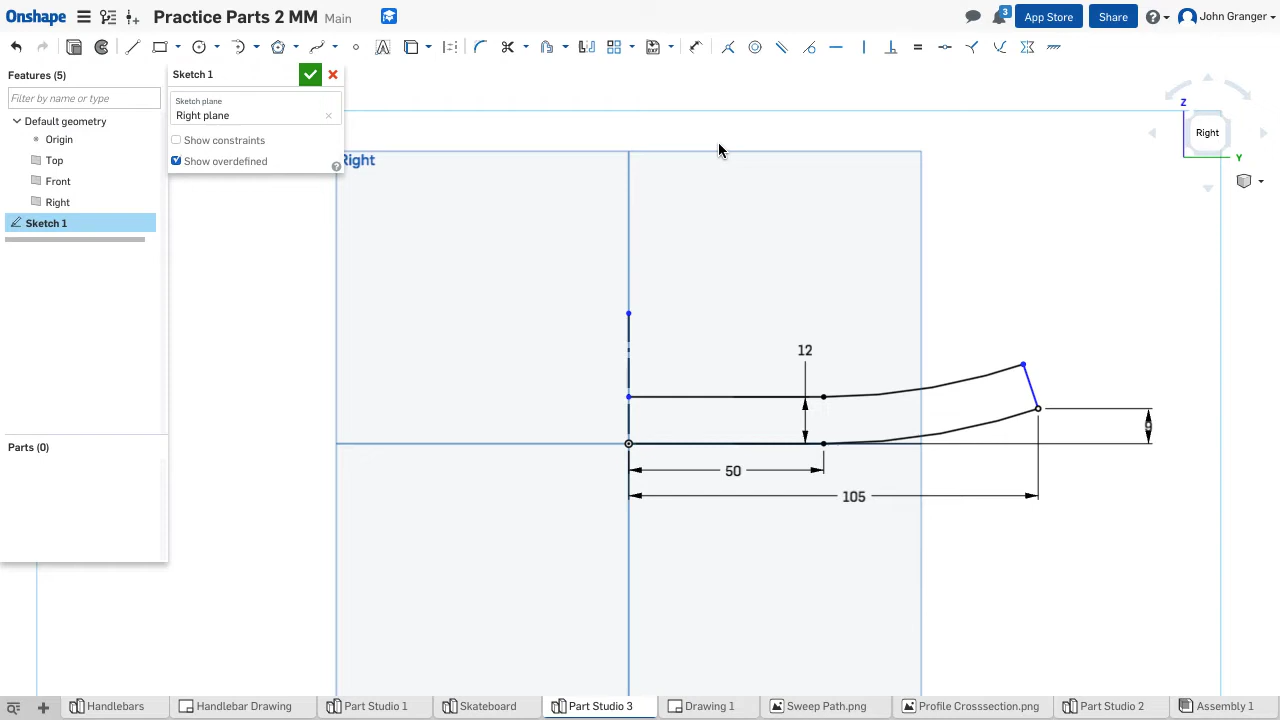 Onshape Practice Parts 2 MM Main 3 App Store Share John Granger
Features (5)
Filter by name or type
Default geometry
Origin
Top
Front
Right
Sketch 1
Parts (0)
Sketch 1
Sketch plane
Right plane
Show constraints
Show overdefined
Right
Z
Right
Y
12
50
105
Handlebars Handlebar Drawing Part Studio 1 Skateboard Part Studio 3 Drawing 1 Sweep Path.png Profile Crosssection.png Part Studio 2 Assembly 1